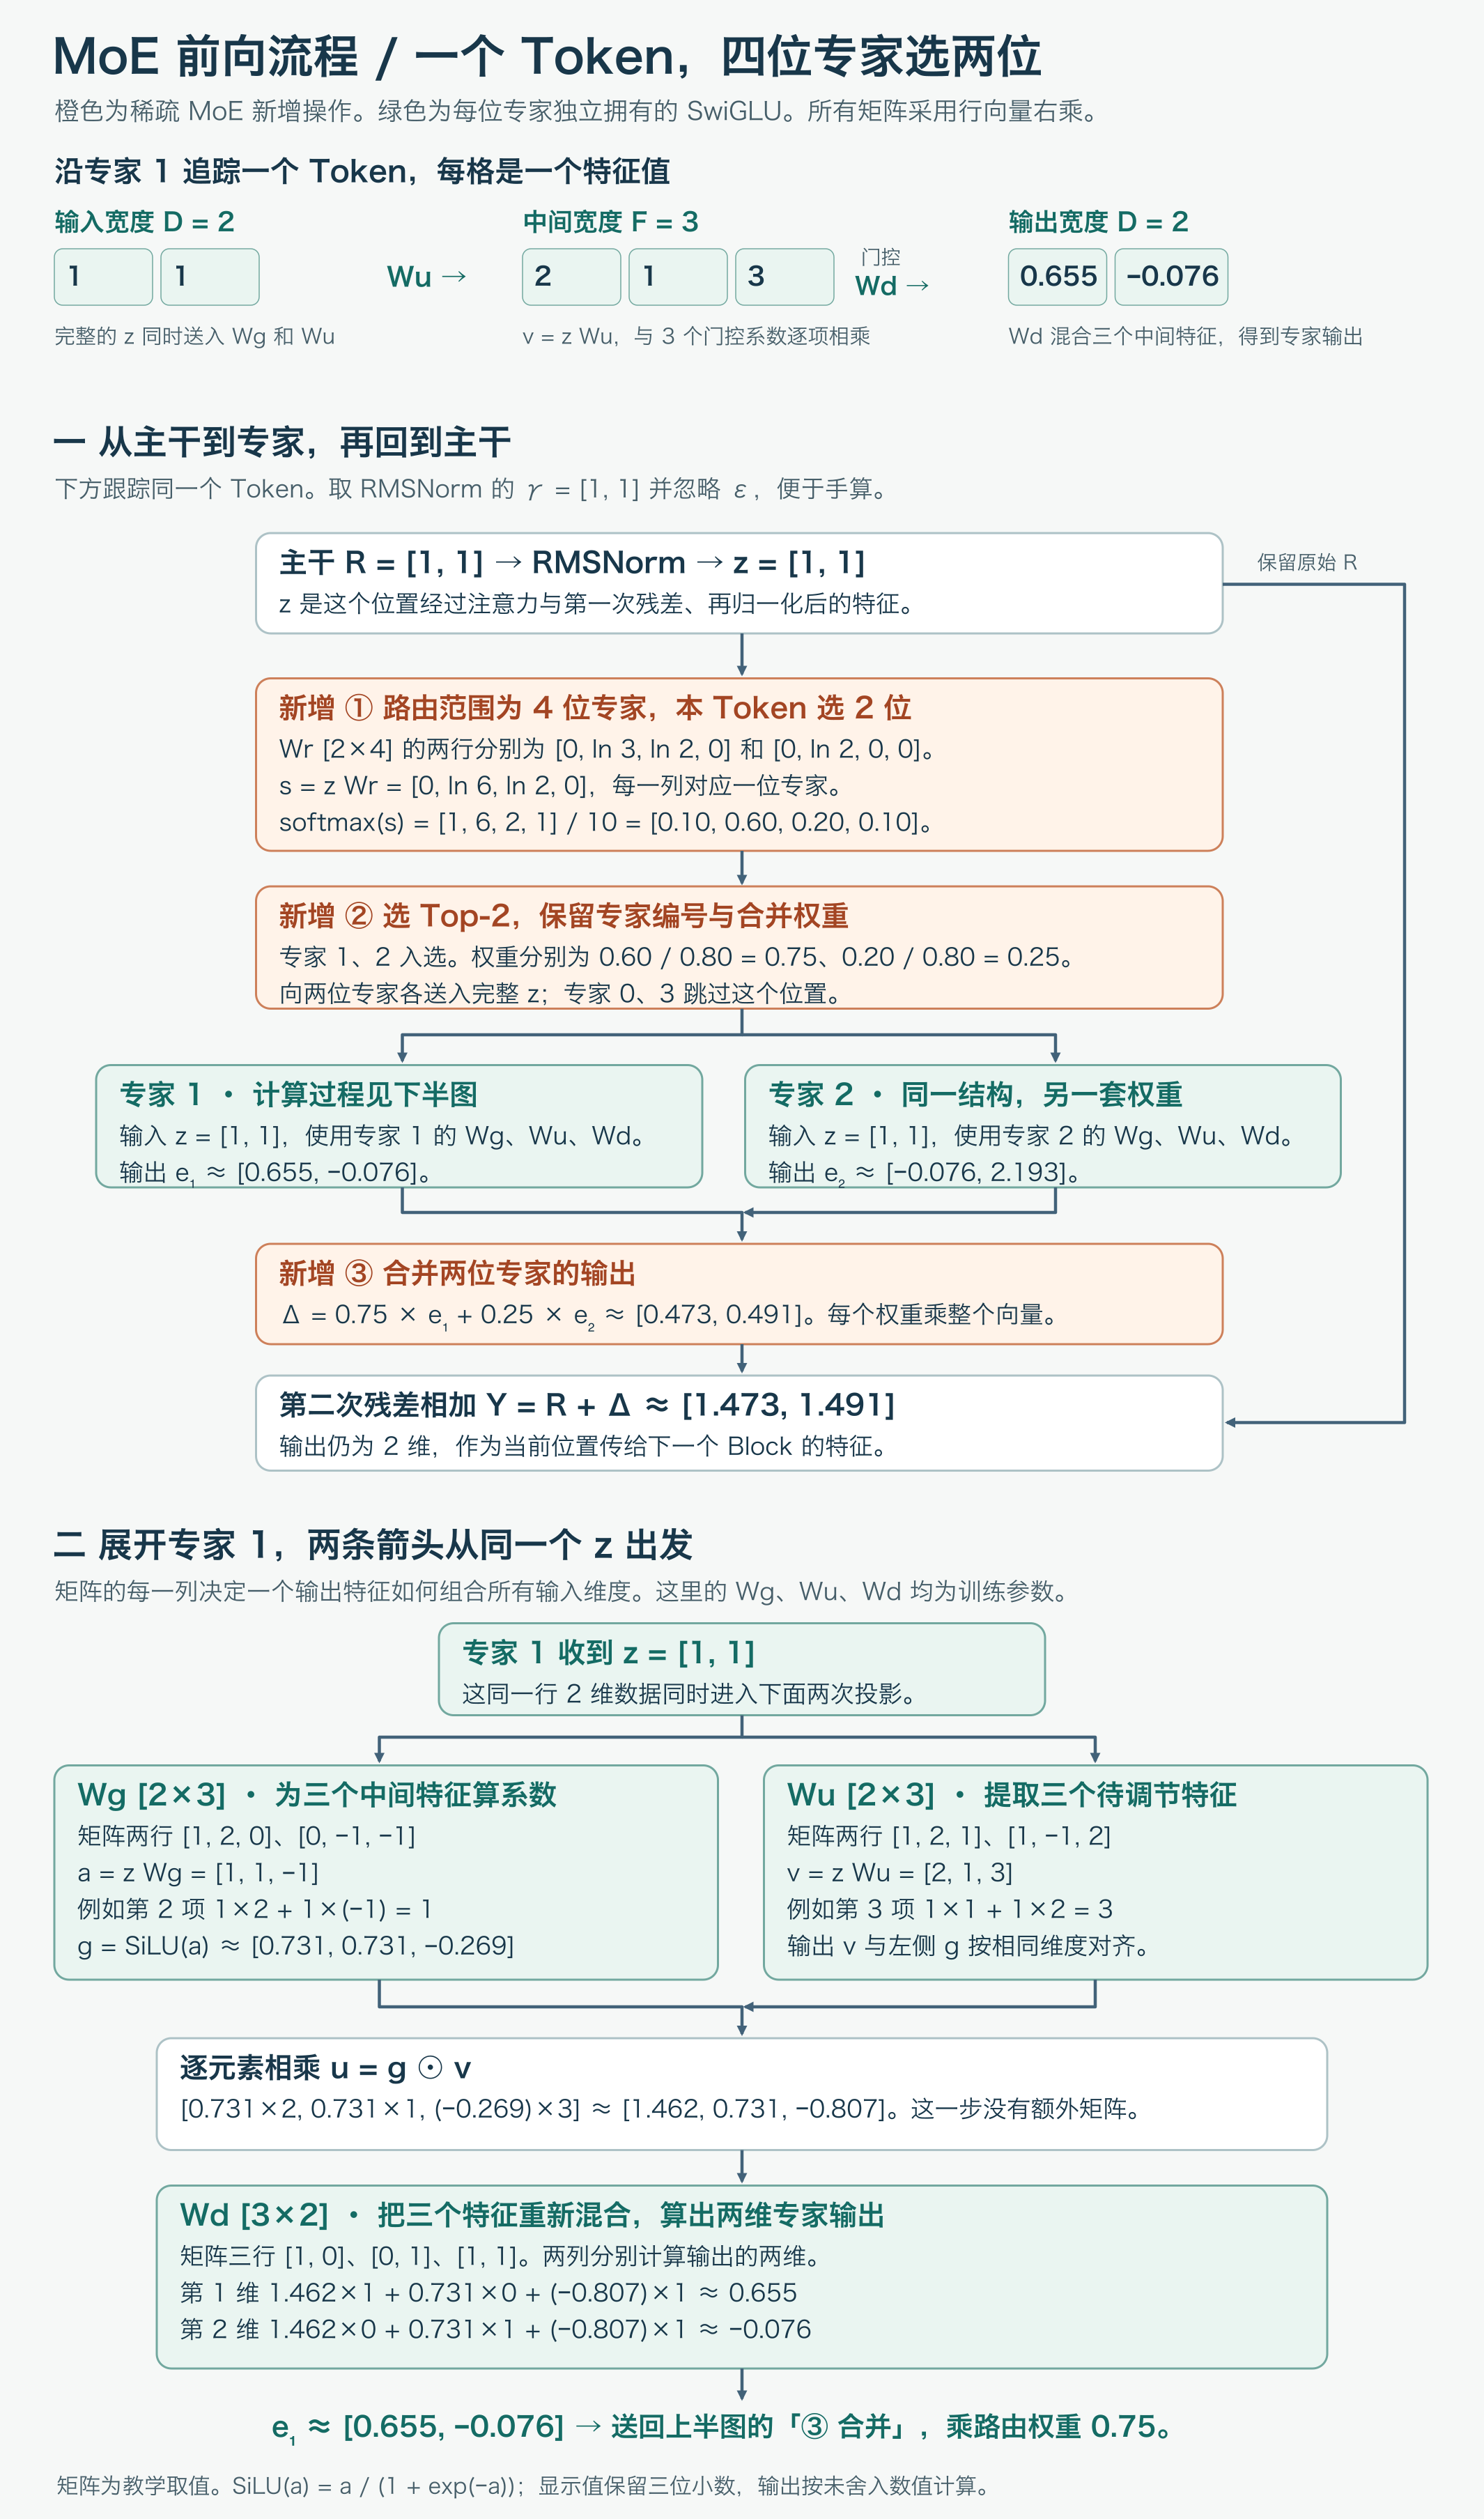 MoE 前向流程 / 一个 Token，四位专家选两位
橙色为稀疏 MoE 新增操作。绿色为每位专家独立拥有的 SwiGLU。所有矩阵采用行向量右乘。
沿专家 1 追踪一个 Token，每格是一个特征值
输入宽度 D = 2
1 1
完整的 z 同时送入 Wg 和 Wu
Wu →
中间宽度 F = 3
2 1 3
v = z Wu，与 3 个门控系数逐项相乘
门控
Wd →
输出宽度 D = 2
0.655 −0.076
Wd 混合三个中间特征，得到专家输出
一 从主干到专家，再回到主干
下方跟踪同一个 Token。取 RMSNorm 的 γ = [1, 1] 并忽略 ε，便于手算。
主干 R = [1, 1] → RMSNorm → z = [1, 1]
z 是这个位置经过注意力与第一次残差、再归一化后的特征。
保留原始 R
新增 ① 路由范围为 4 位专家，本 Token 选 2 位
Wr [2×4] 的两行分别为 [0, ln 3, ln 2, 0] 和 [0, ln 2, 0, 0]。
s = z Wr = [0, ln 6, ln 2, 0]，每一列对应一位专家。
softmax(s) = [1, 6, 2, 1] / 10 = [0.10, 0.60, 0.20, 0.10]。
新增 ② 选 Top-2，保留专家编号与合并权重
专家 1、2 入选。权重分别为 0.60 / 0.80 = 0.75、0.20 / 0.80 = 0.25。
向两位专家各送入完整 z；专家 0、3 跳过这个位置。
专家 1 · 计算过程见下半图
输入 z = [1, 1]，使用专家 1 的 Wg、Wu、Wd。
输出 e₁ ≈ [0.655, −0.076]。
专家 2 · 同一结构，另一套权重
输入 z = [1, 1]，使用专家 2 的 Wg、Wu、Wd。
输出 e₂ ≈ [−0.076, 2.193]。
新增 ③ 合并两位专家的输出
Δ = 0.75 × e₁ + 0.25 × e₂ ≈ [0.473, 0.491]。每个权重乘整个向量。
第二次残差相加 Y = R + Δ ≈ [1.473, 1.491]
输出仍为 2 维，作为当前位置传给下一个 Block 的特征。
二 展开专家 1，两条箭头从同一个 z 出发
矩阵的每一列决定一个输出特征如何组合所有输入维度。这里的 Wg、Wu、Wd 均为训练参数。
专家 1 收到 z = [1, 1]
这同一行 2 维数据同时进入下面两次投影。
Wg [2×3] · 为三个中间特征算系数
矩阵两行 [1, 2, 0]、[0, −1, −1]
a = z Wg = [1, 1, −1]
例如第 2 项 1×2 + 1×(−1) = 1
g = SiLU(a) ≈ [0.731, 0.731, −0.269]
Wu [2×3] · 提取三个待调节特征
矩阵两行 [1, 2, 1]、[1, −1, 2]
v = z Wu = [2, 1, 3]
例如第 3 项 1×1 + 1×2 = 3
输出 v 与左侧 g 按相同维度对齐。
逐元素相乘 u = g ⊙ v
[0.731×2, 0.731×1, (−0.269)×3] ≈ [1.462, 0.731, −0.807]。这一步没有额外矩阵。
Wd [3×2] · 把三个特征重新混合，算出两维专家输出
矩阵三行 [1, 0]、[0, 1]、[1, 1]。两列分别计算输出的两维。
第 1 维 1.462×1 + 0.731×0 + (−0.807)×1 ≈ 0.655
第 2 维 1.462×0 + 0.731×1 + (−0.807)×1 ≈ −0.076
e₁ ≈ [0.655, −0.076] → 送回上半图的「③ 合并」，乘路由权重 0.75。
矩阵为教学取值。SiLU(a) = a / (1 + exp(−a))；显示值保留三位小数，输出按未舍入数值计算。